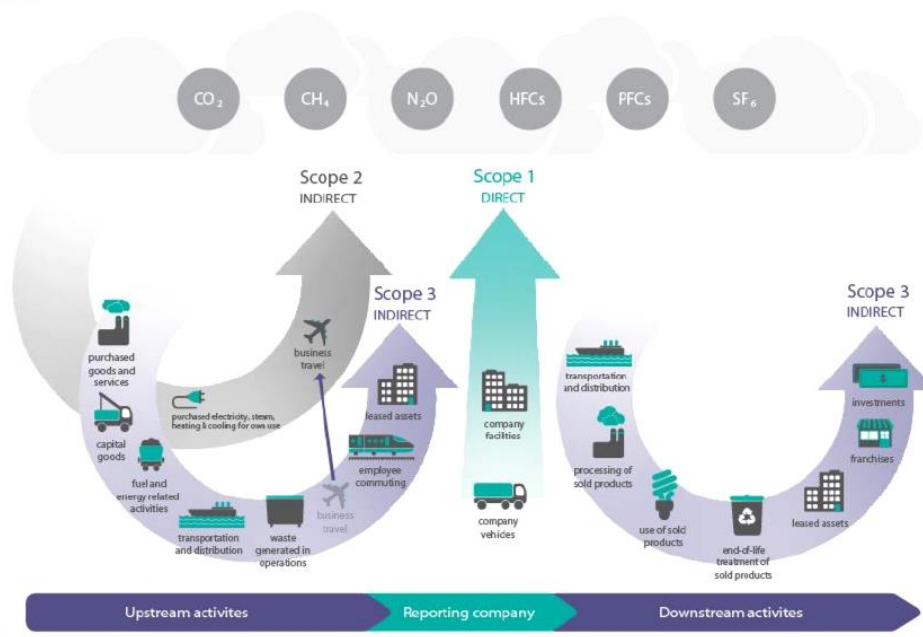 CO₂
CH₄
N₂O
HFCs
PFCs
SF₆
Scope 2
INDIRECT
Scope 1
DIRECT
Scope 3
INDIRECT
Scope 3
INDIRECT
purchased
goods and
services
capital
goods
fuel and
energy related
activities
transportation
and distribution
waste
generated in
operations
business
travel
purchased electricity, steam,
heating & cooling for own use
business
travel
employee
commuting
leased assets
company
facilities
company
vehicles
transportation
and distribution
processing of
sold products
use of sold
products
end-of-life
treatment of
sold products
leased assets
franchises
investments
$
Upstream activites
Reporting company
Downstream activites